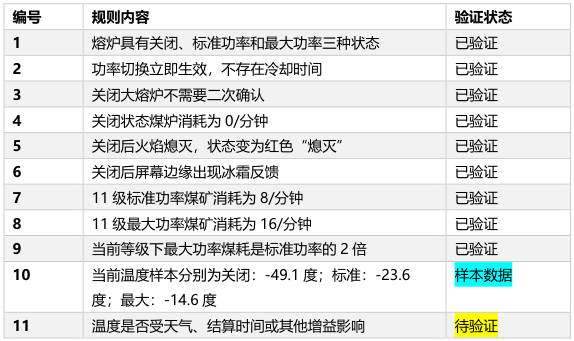 编号 规则内容 验证状态
1 熔炉具有关闭、标准功率和最大功率三种状态 已验证
2 功率切换立即生效，不存在冷却时间 已验证
3 关闭大熔炉不需要二次确认 已验证
4 关闭状态煤炉消耗为 0/分钟 已验证
5 关闭后火焰熄灭，状态变为红色“熄灭” 已验证
6 关闭后屏幕边缘出现冰霜反馈 已验证
7 11 级标准功率煤矿消耗为 8/分钟 已验证
8 11 级最大功率煤矿消耗为 16/分钟 已验证
9 当前等级下最大功率煤耗是标准功率的 2 倍 已验证
10 当前温度样本分别为关闭：-49.1 度；标准：-23.6 样本数据
度；最大：-14.6 度
11 温度是否受天气、结算时间或其他增益影响 待验证